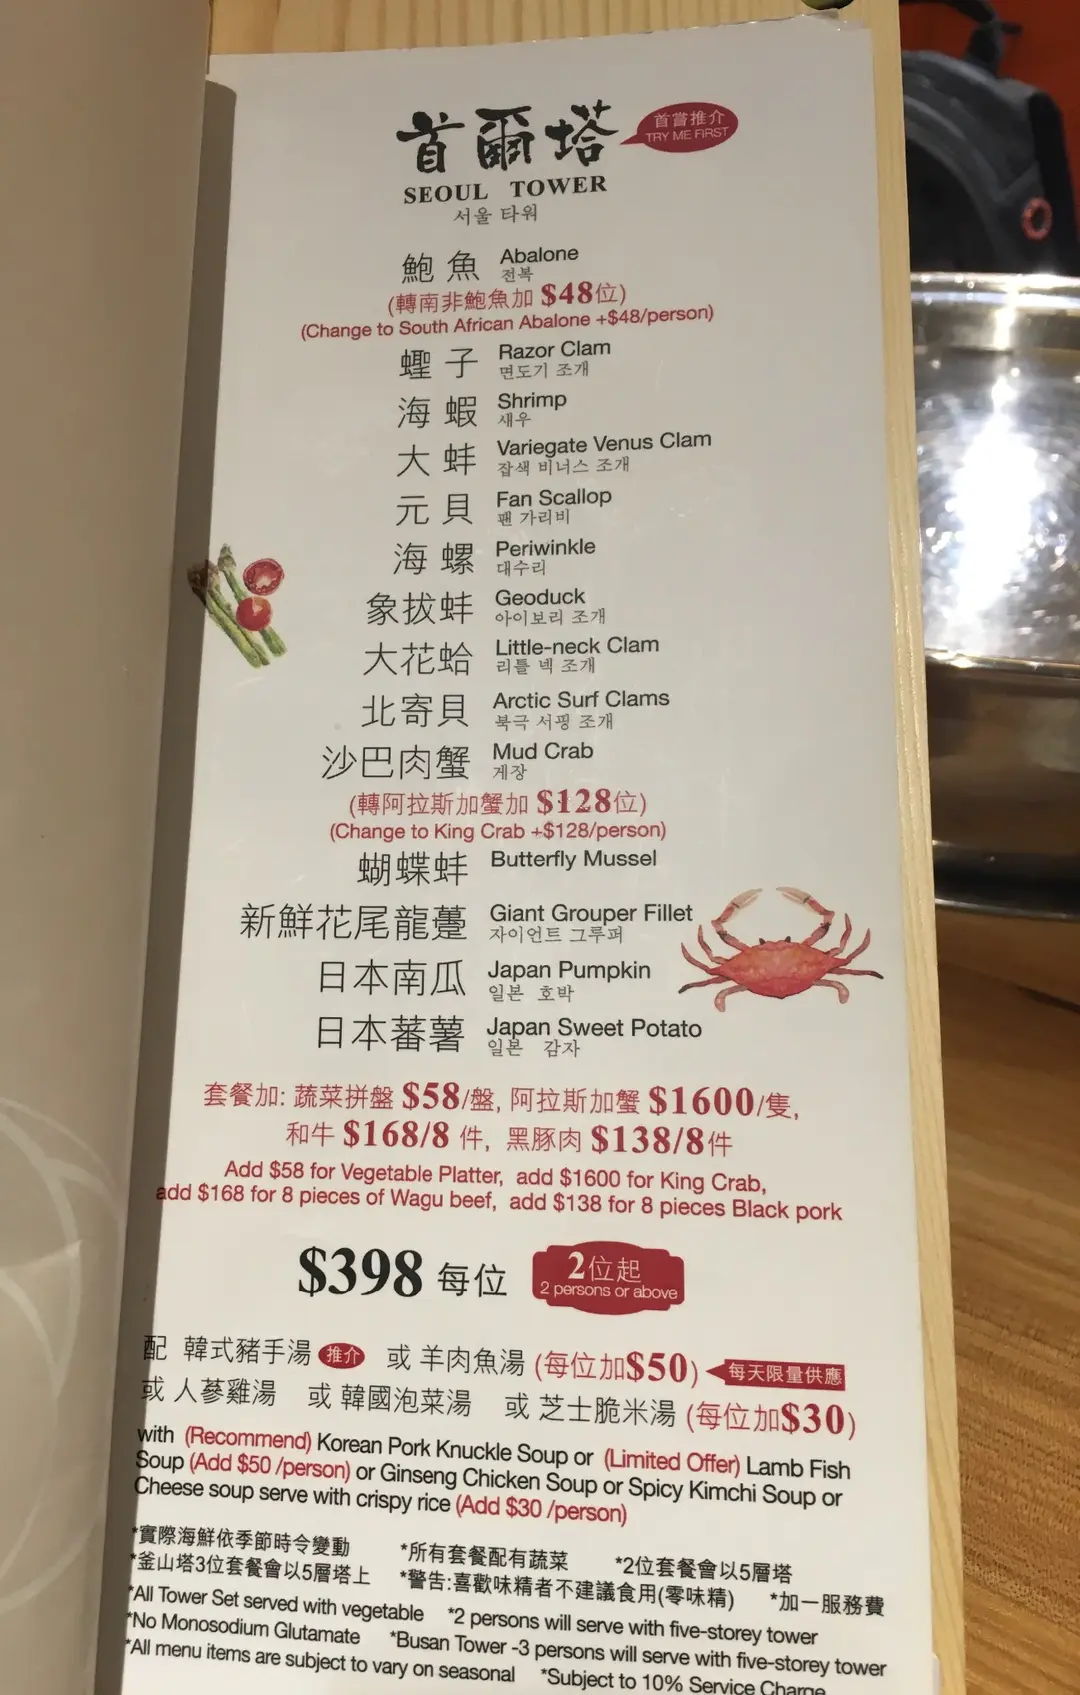 首爾塔
首嘗推介
TRY ME FIRST
SEOUL TOWER
서울 타워
鮑魚 Abalone
전복
(轉南非鮑魚加 $48位)
(Change to South African Abalone +$48/person)
蟶子 Razor Clam
면도기 조개
海蝦 Shrimp
새우
大蚌 Variegate Venus Clam
잡색 비너스 조개
元貝 Fan Scallop
팬 가리비
海螺 Periwinkle
대수리
象拔蚌 Geoduck
아이보리 조개
大花蛤 Little-neck Clam
리틀 넥 조개
北寄貝 Arctic Surf Clams
북극 서핑 조개
沙巴肉蟹 Mud Crab
게장
(轉阿拉斯加蟹加 $128位)
(Change to King Crab +$128/person)
蝴蝶蚌 Butterfly Mussel
新鮮花尾龍躉 Giant Grouper Fillet
자이언트 그루퍼
日本南瓜 Japan Pumpkin
일본 호박
日本蕃薯 Japan Sweet Potato
일본 감자
套餐加: 蔬菜拼盤 $58/盤, 阿拉斯加蟹 $1600/隻,
和牛 $168/8 件, 黑豚肉 $138/8件
Add $58 for Vegetable Platter, add $1600 for King Crab,
add $168 for 8 pieces of Wagu beef, add $138 for 8 pieces Black pork
$398 每位 2位起
2 persons or above
配 韓式豬手湯 推介 或 羊肉魚湯 (每位加$50) 每天限量供應
或 人蔘雞湯 或 韓國泡菜湯 或 芝士脆米湯 (每位加$30)
with (Recommend) Korean Pork Knuckle Soup or (Limited Offer) Lamb Fish
Soup (Add $50 /person) or Ginseng Chicken Soup or Spicy Kimchi Soup or
Cheese soup serve with crispy rice (Add $30 /person)
*實際海鮮依季節時令變動 *所有套餐配有蔬菜 *2位套餐會以5層塔
*釜山塔3位套餐會以5層塔上 *警告:喜歡味精者不建議食用(零味精) *加一服務費
*All Tower Set served with vegetable *2 persons will serve with five-storey tower
*No Monosodium Glutamate *Busan Tower -3 persons will serve with five-storey tower
*All menu items are subject to vary on seasonal *Subject to 10% Service Charge